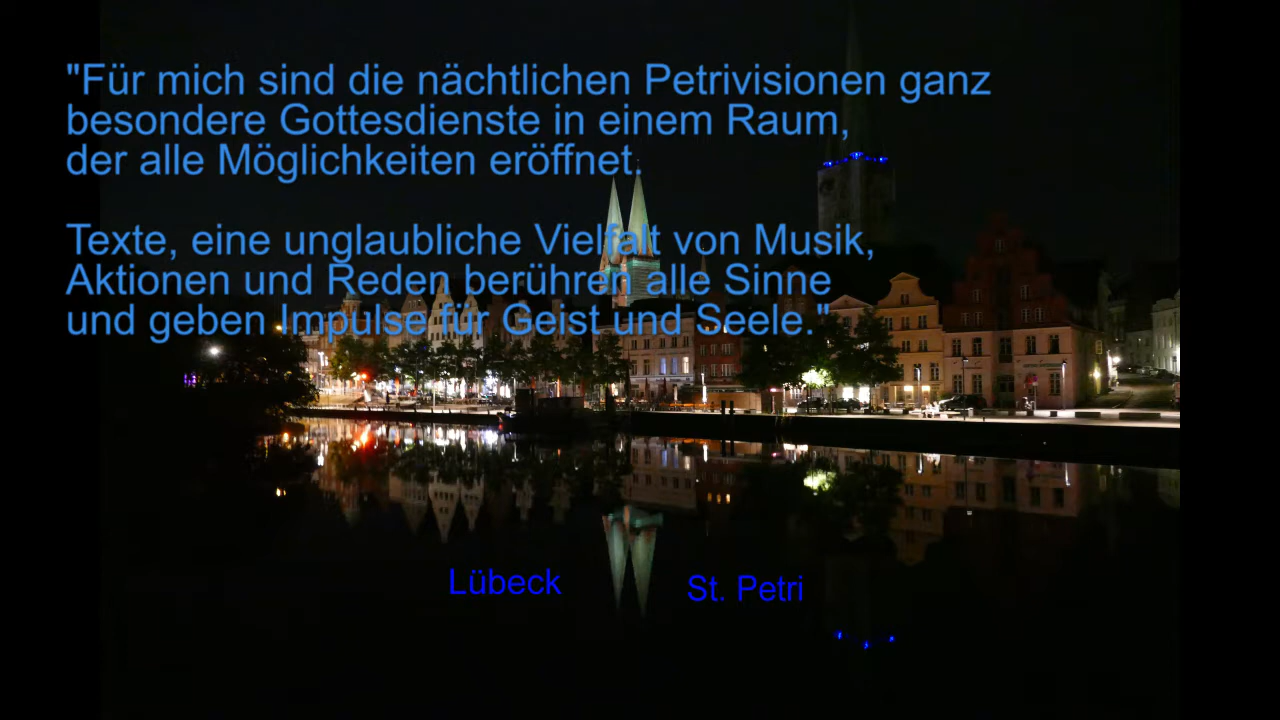 "Für mich sind die nächtlichen Petrivisionen ganz
besondere Gottesdienste in einem Raum,
der alle Möglichkeiten eröffnet.
Texte, eine unglaubliche Vielfalt von Musik,
Aktionen und Reden berühren alle Sinne
und geben Impulse für Geist und Seele."
Lübeck
St. Petri